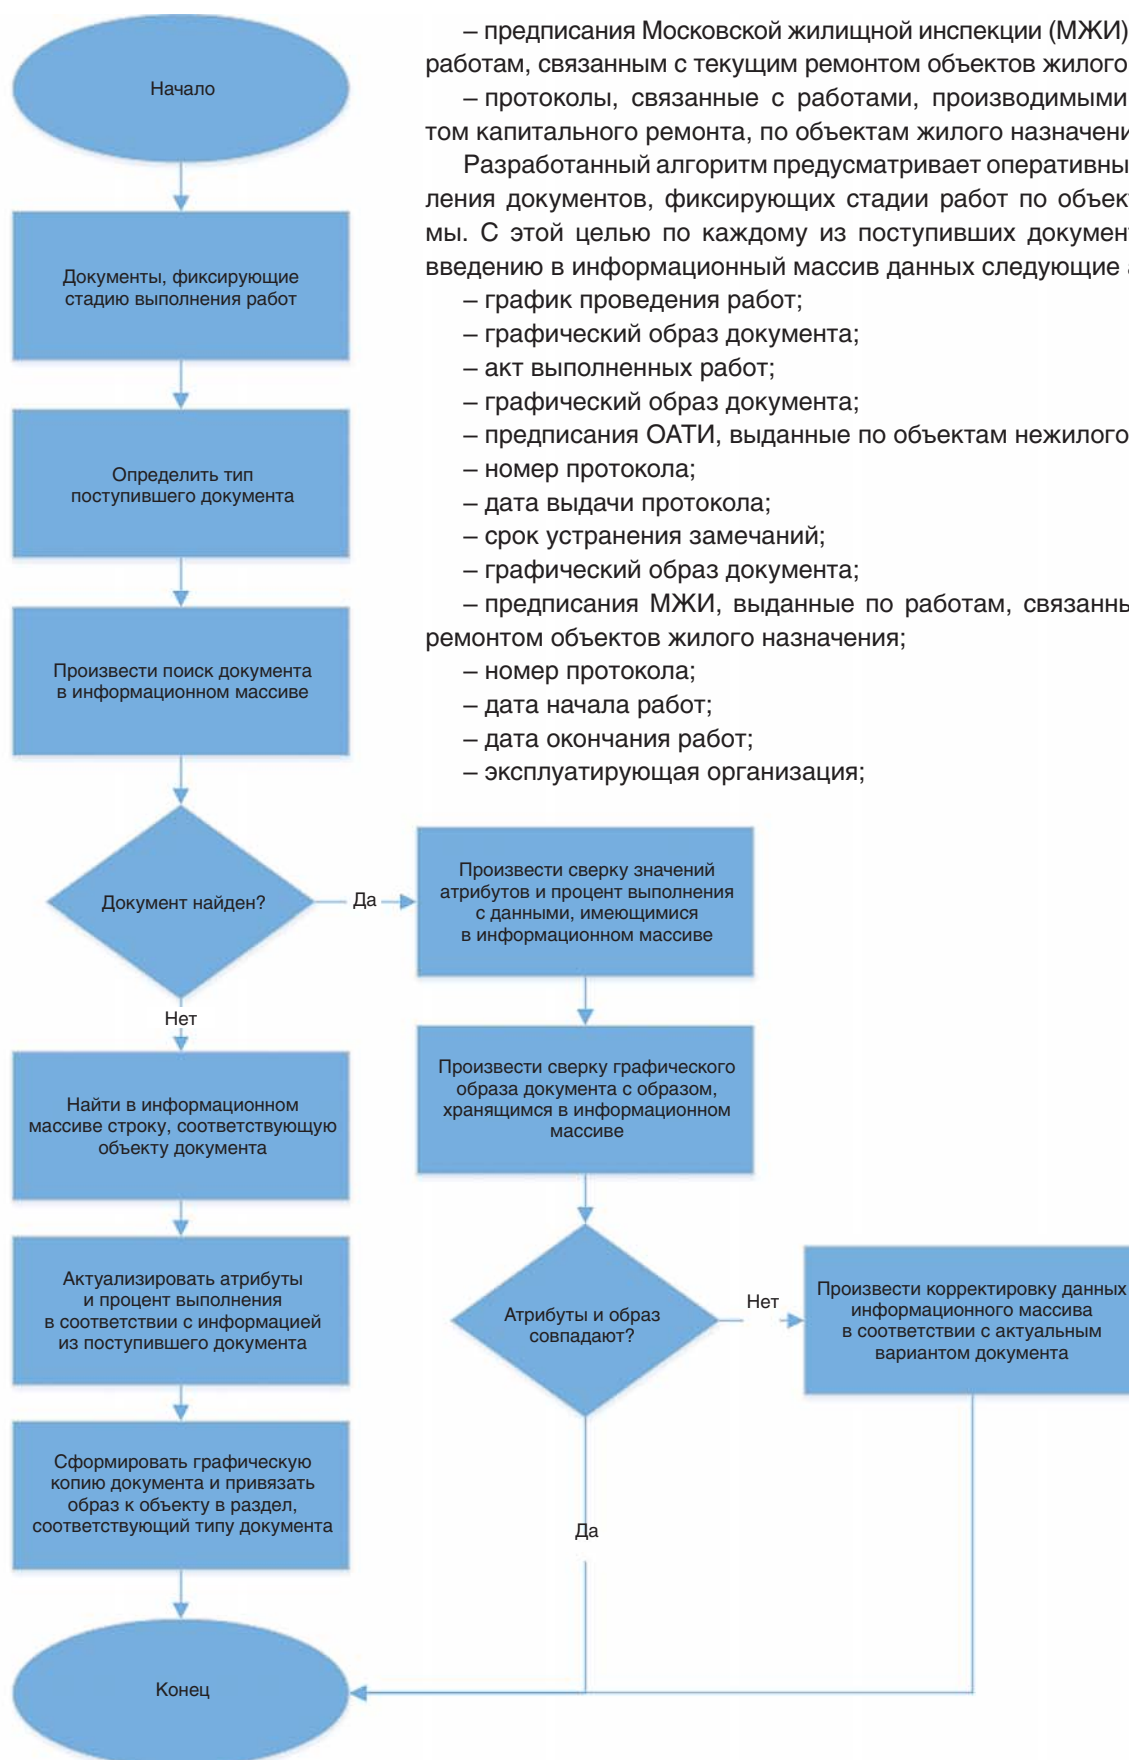 – предписания Московской жилищной инспекции (МЖИ)
работам, связанным с текущим ремонтом объектов жилого
– протоколы, связанные с работами, производимыми
том капитального ремонта, по объектам жилого назначени
Разработанный алгоритм предусматривает оперативны
ления документов, фиксирующих стадии работ по объек
мы. С этой целью по каждому из поступивших документ
введению в информационный массив данных следующие а
– график проведения работ;
– графический образ документа;
– акт выполненных работ;
– графический образ документа;
– предписания ОАТИ, выданные по объектам нежилого
– номер протокола;
– дата выдачи протокола;
– срок устранения замечаний;
– графический образ документа;
– предписания МЖИ, выданные по работам, связанны
ремонтом объектов жилого назначения;
– номер протокола;
– дата начала работ;
– дата окончания работ;
– эксплуатирующая организация;
Начало
Документы, фиксирующие
стадию выполнения работ
Определить тип
поступившего документа
Произвести поиск документа
в информационном массиве
Документ найден?
Да
Произвести сверку значений
атрибутов и процент выполнения
с данными, имеющимися
в информационном массиве
Нет
Найти в информационном
массиве строку, соответствующую
объекту документа
Произвести сверку графического
образа документа с образом,
хранящимся в информационном
массиве
Актуализировать атрибуты
и процент выполнения
в соответствии с информацией
из поступившего документа
Атрибуты и образ
совпадают?
Нет
Произвести корректировку данных
информационного массива
в соответствии с актуальным
вариантом документа
Сформировать графическую
копию документа и привязать
образ к объекту в раздел,
соответствующий типу документа
Да
Конец